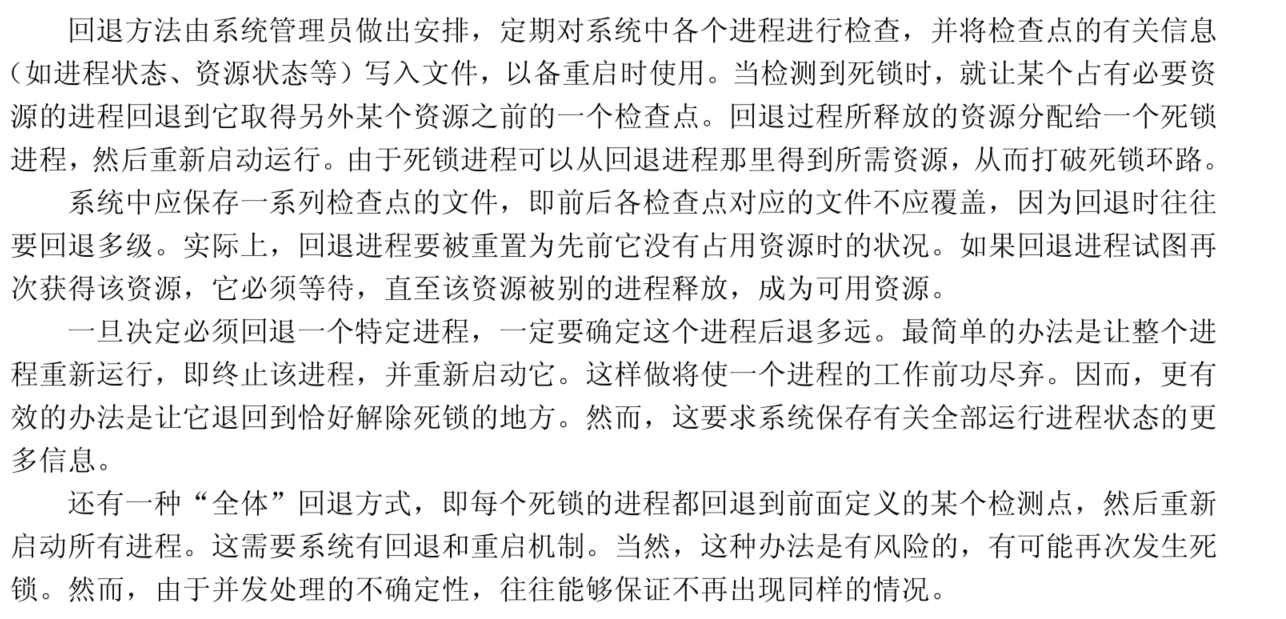 回退方法由系统管理员做出安排，定期对系统中各个进程进行检查，并将检查点的有关信息
（如进程状态、资源状态等）写入文件，以备重启时使用。当检测到死锁时，就让某个占有必要资
源的进程回退到它取得另外某个资源之前的一个检查点。回退过程所释放的资源分配给一个死锁
进程，然后重新启动运行。由于死锁进程可以从回退进程那里得到所需资源，从而打破死锁环路。
系统中应保存一系列检查点的文件，即前后各检查点对应的文件不应覆盖，因为回退时往往
要回退多级。实际上，回退进程要被重置为先前它没有占用资源时的状况。如果回退进程试图再
次获得该资源，它必须等待，直至该资源被别的进程释放，成为可用资源。
一旦决定必须回退一个特定进程，一定要确定这个进程后退多远。最简单的办法是让整个进
程重新运行，即终止该进程，并重新启动它。这样做将使一个进程的工作前功尽弃。因而，更有
效的办法是让它退回到恰好解除死锁的地方。然而，这要求系统保存有关全部运行进程状态的更
多信息。
还有一种“全体”回退方式，即每个死锁的进程都回退到前面定义的某个检测点，然后重新
启动所有进程。这需要系统有回退和重启机制。当然，这种办法是有风险的，有可能再次发生死
锁。然而，由于并发处理的不确定性，往往能够保证不再出现同样的情况。